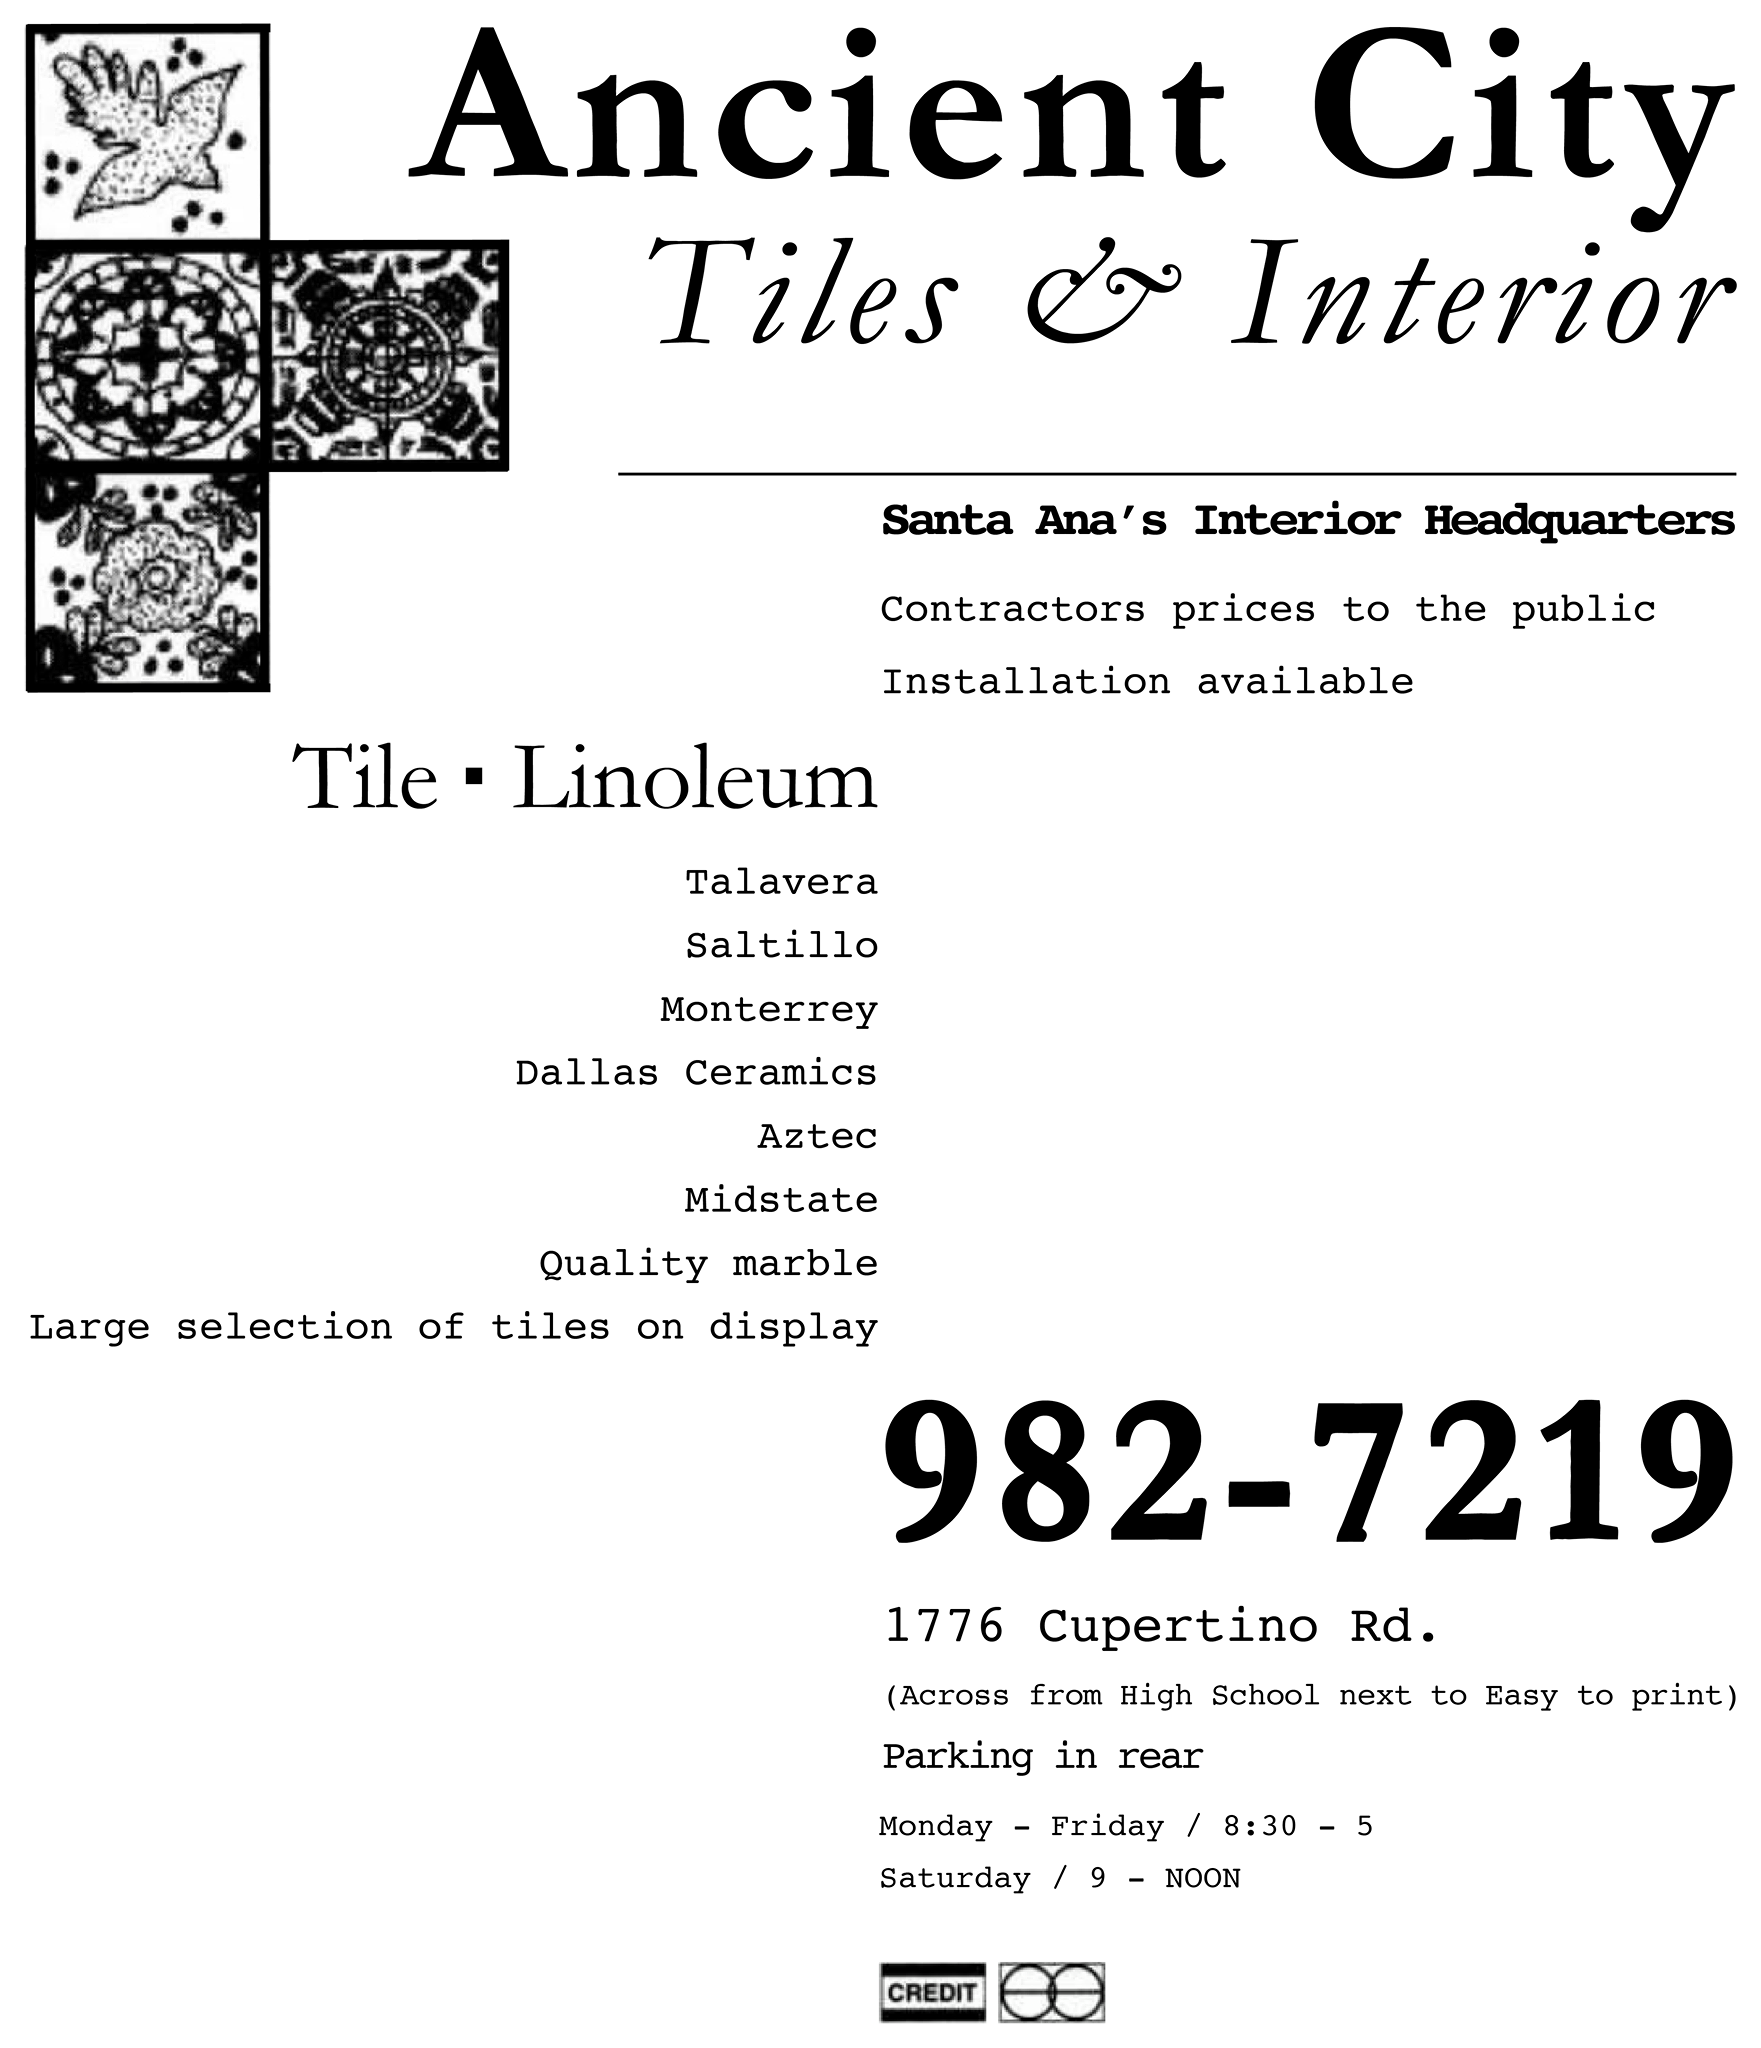 Ancient City
Tiles & Interior
Santa Ana’s Interior Headquarters
Contractors prices to the public
Installation available
Tile ▪ Linoleum
Talavera
Saltillo
Monterrey
Dallas Ceramics
Aztec
Midstate
Quality marble
Large selection of tiles on display
982-7219
1776 Cupertino Rd.
(Across from High School next to Easy to print)
Parking in rear
Monday – Friday / 8:30 – 5
Saturday / 9 – NOON
CREDIT